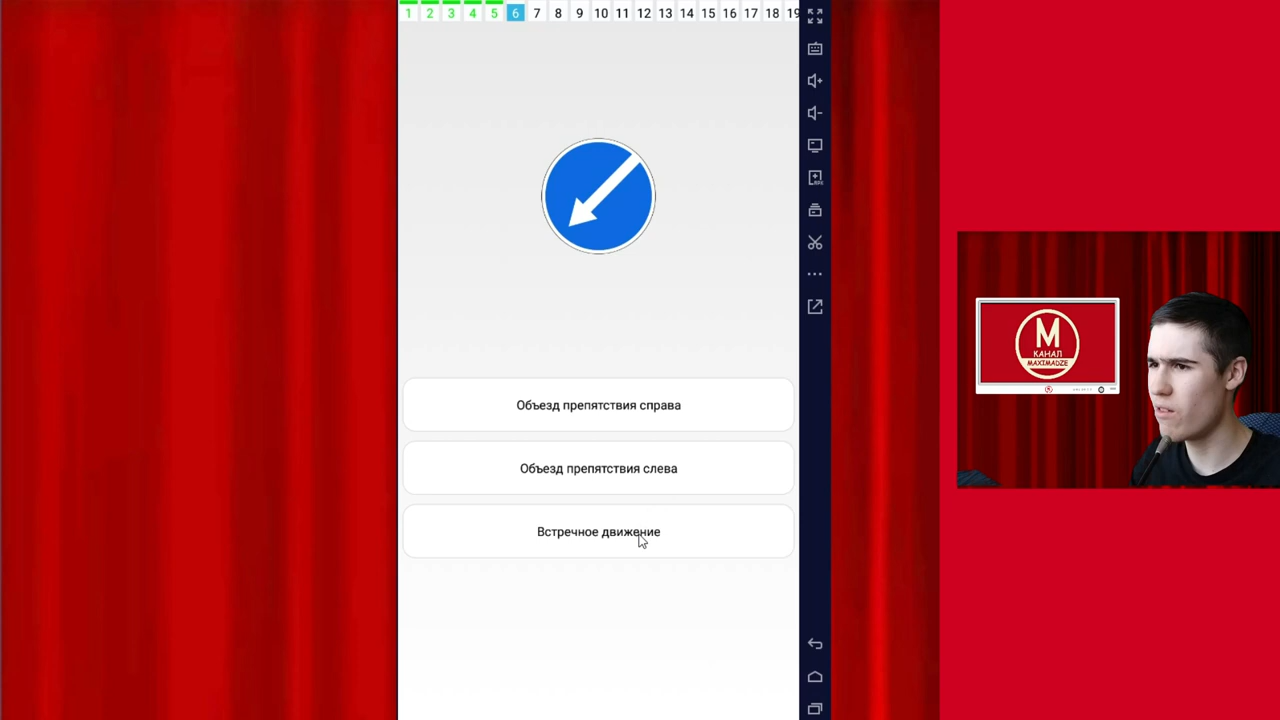 1 2 3 4 5 6 7 8 9 10 11 12 13 14 15 16 17 18 19
Объезд препятствия справа
Объезд препятствия слева
Встречное движение
М
КАНАЛ
MAXIMADZE